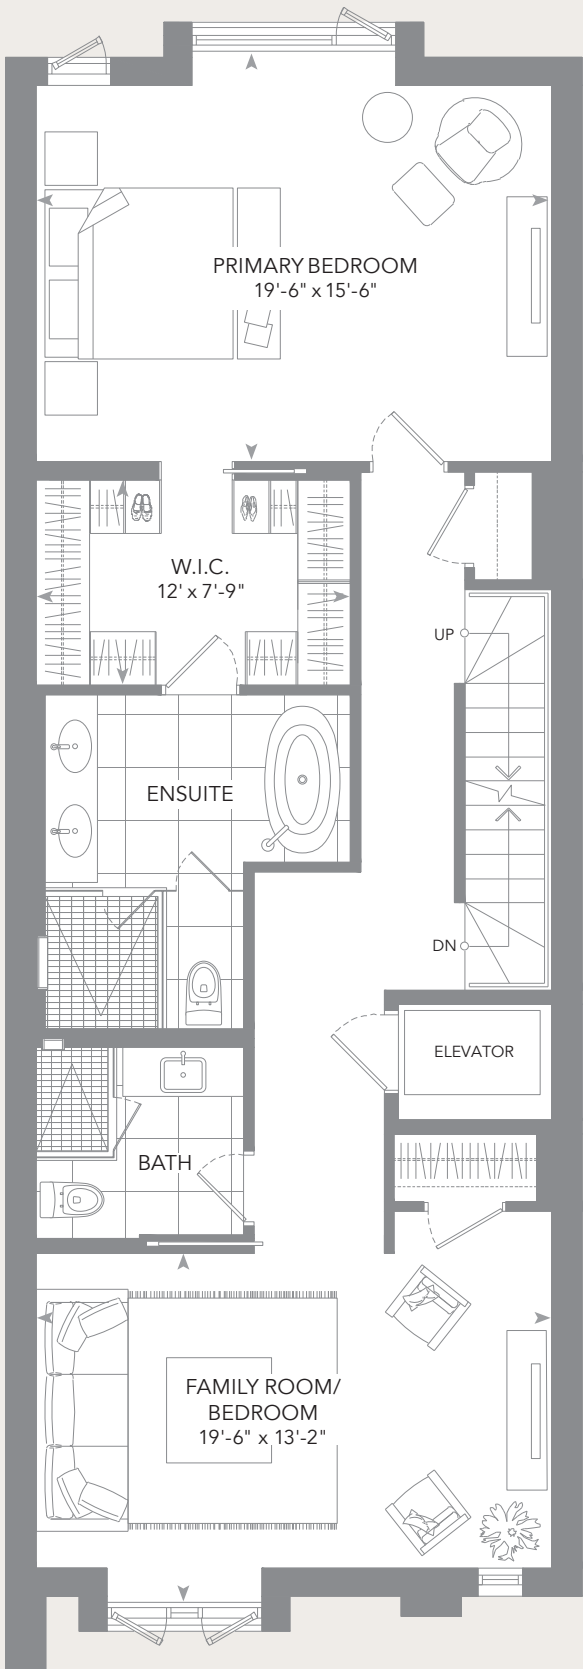 PRIMARY BEDROOM
19'-6" x 15'-6"
W.I.C.
12' x 7'-9"
UP
ENSUITE
DN
ELEVATOR
BATH
FAMILY ROOM/
BEDROOM
19'-6" x 13'-2"